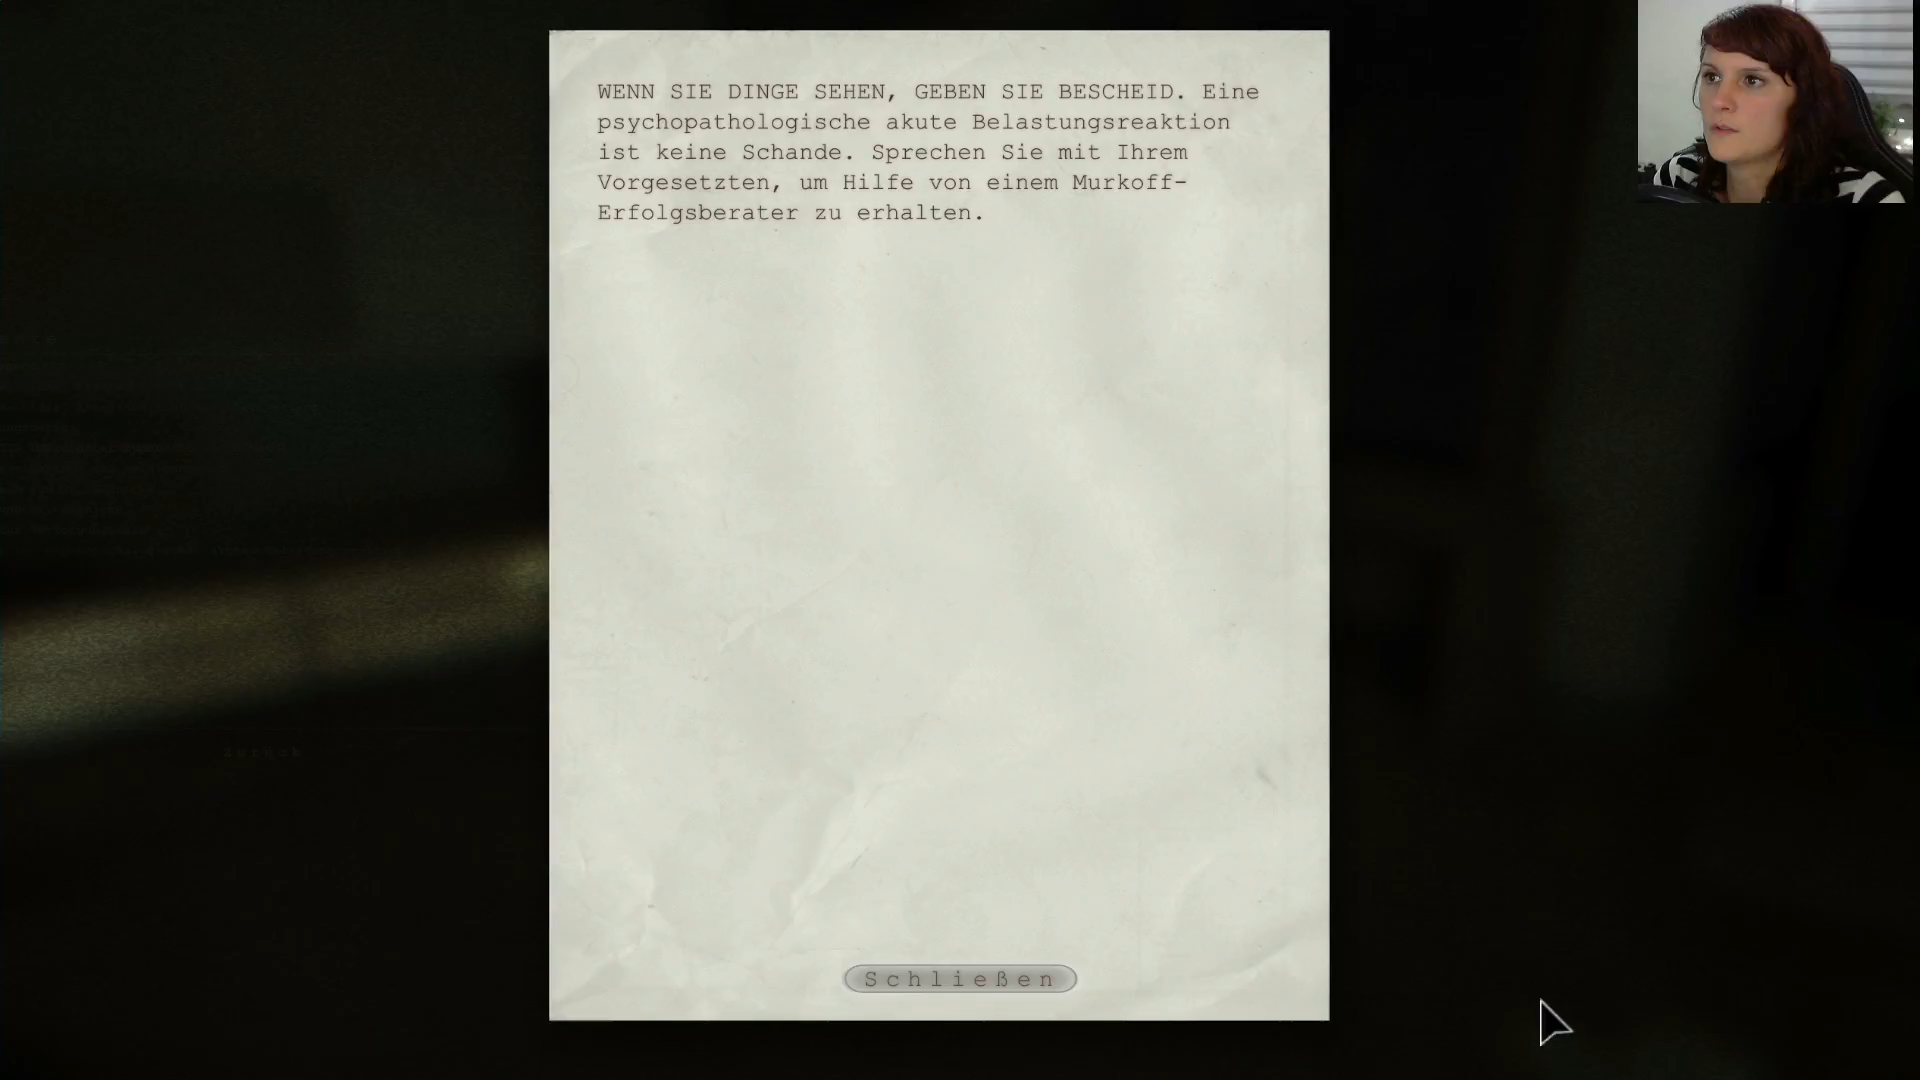 WENN SIE DINGE SEHEN, GEBEN SIE BESCHEID. Eine
psychopathologische akute Belastungsreaktion
ist keine Schande. Sprechen Sie mit Ihrem
Vorgesetzten, um Hilfe von einem Murkoff-
Erfolgsberater zu erhalten.
Zurück
Schließen